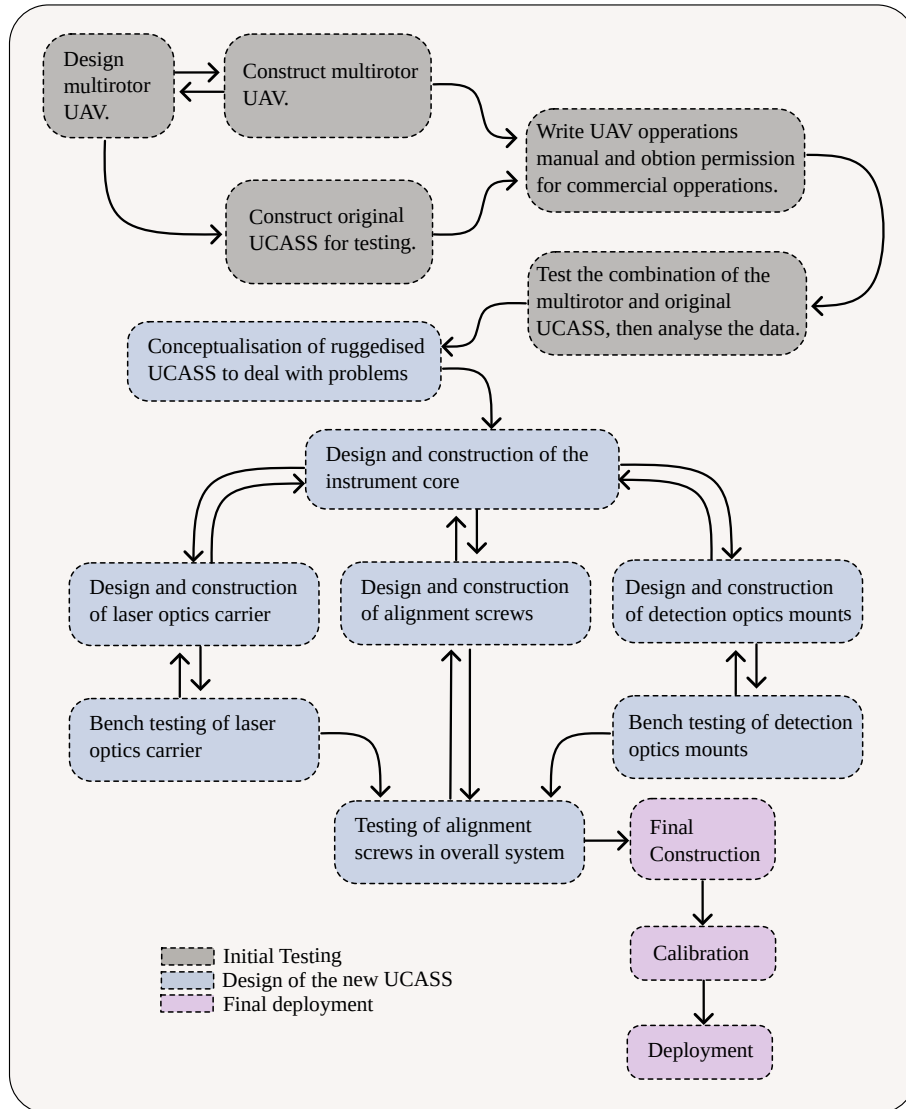 Design
multirotor
UAV.
Construct multirotor
UAV.
Write UAV opperations
manual and obtion permission
for commercial opperations.
Construct original
UCASS for testing.
Test the combination of the
multirotor and original
UCASS, then analyse the data.
Conceptualisation of ruggedised
UCASS to deal with problems
Design and construction of the
instrument core
Design and construction
of laser optics carrier
Design and construction
of alignment screws
Design and construction
of detection optics mounts
Bench testing of laser
optics carrier
Bench testing of detection
optics mounts
Testing of alignment
screws in overall system
Final
Construction
Calibration
Deployment
Initial Testing
Design of the new UCASS
Final deployment